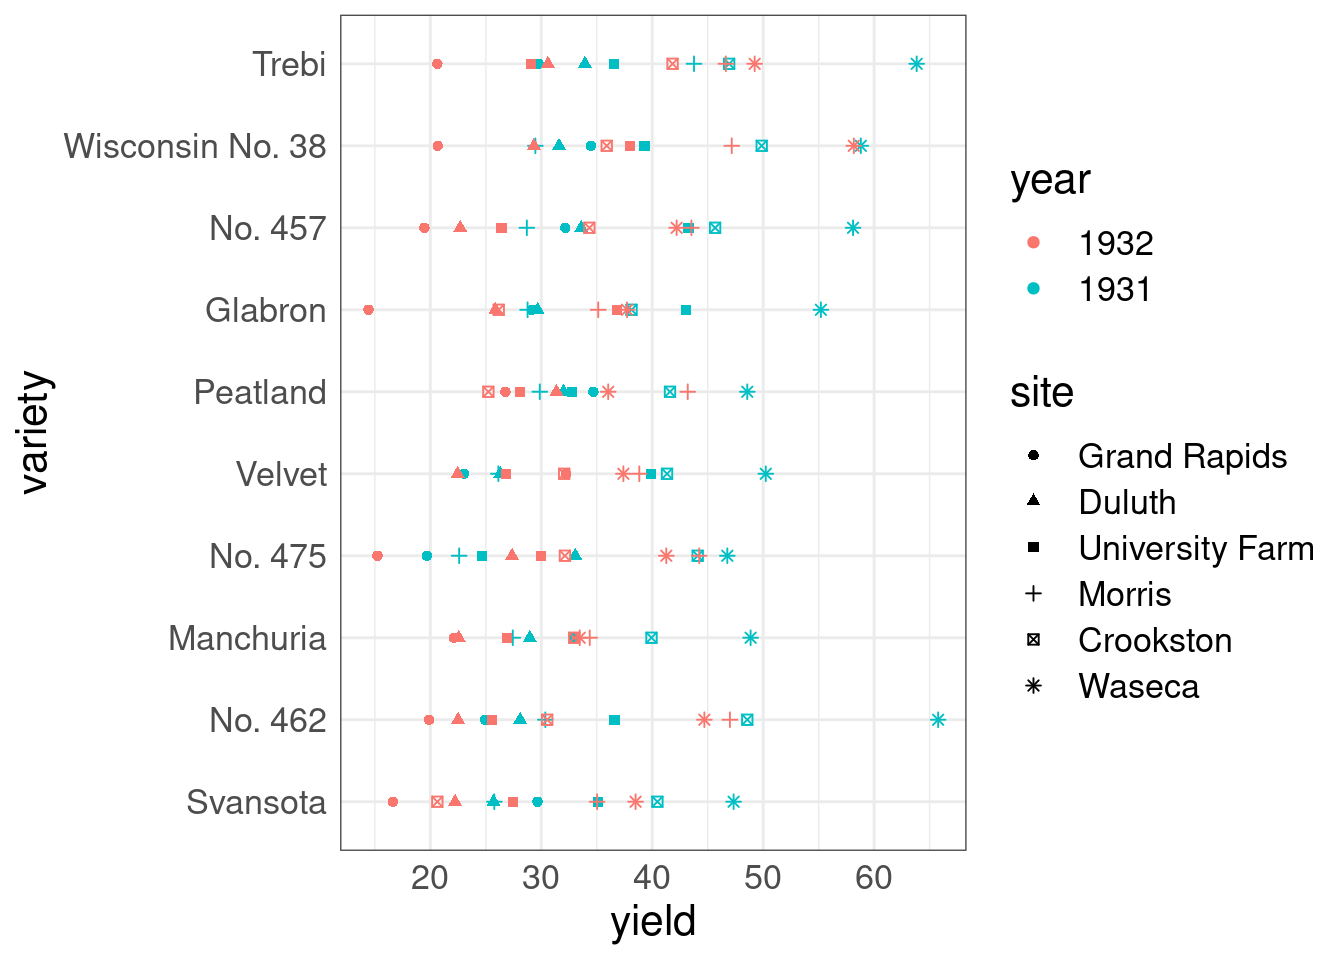 Trebi
Wisconsin No. 38
No. 457
Glabron
Peatland
Velvet
No. 475
Manchuria
No. 462
Svansota
variety
20 30 40 50 60
yield
year
1932
1931
site
Grand Rapids
Duluth
University Farm
Morris
Crookston
Waseca